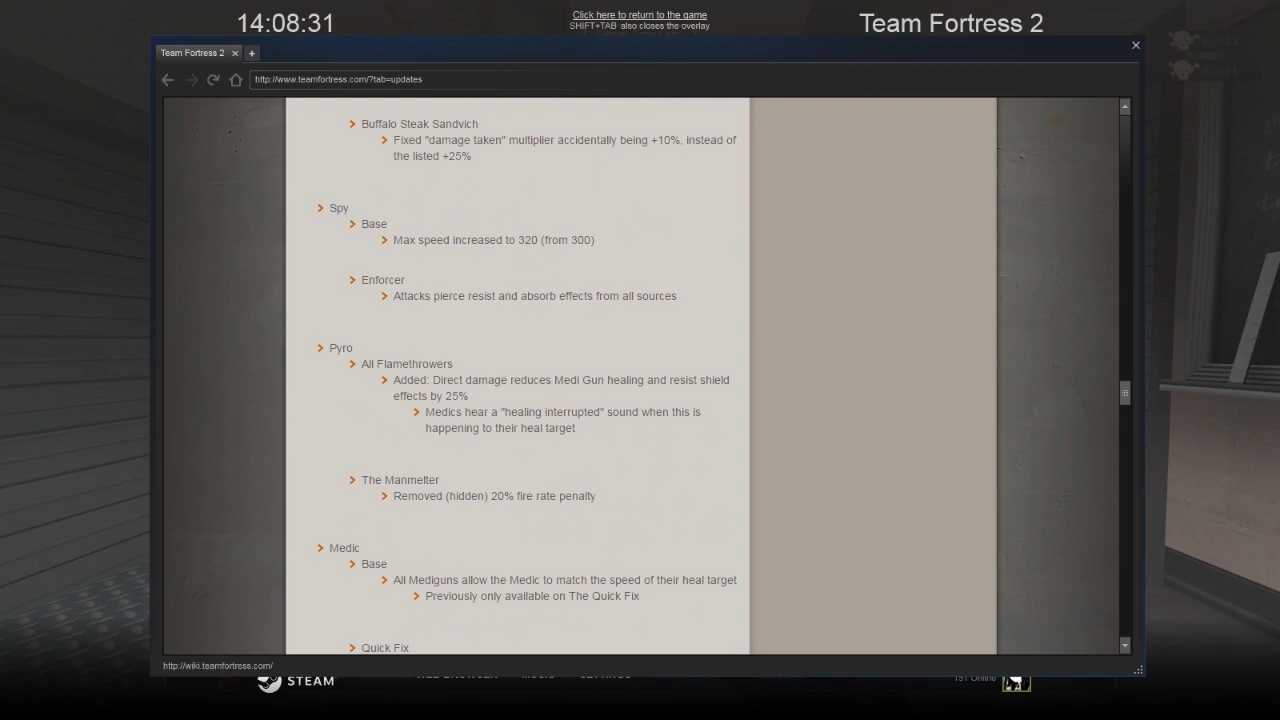 14:08:31
Click here to return to the game
SHIFT+TAB also closes the overlay
Team Fortress 2
Team Fortress 2
http://www.teamfortress.com/?tab=updates
Buffalo Steak Sandvich
Fixed "damage taken" multiplier accidentally being +10%, instead of
the listed +25%
Spy
Base
Max speed increased to 320 (from 300)
Enforcer
Attacks pierce resist and absorb effects from all sources
Pyro
All Flamethrowers
Added: Direct damage reduces Medi Gun healing and resist shield
effects by 25%
Medics hear a "healing interrupted" sound when this is
happening to their heal target
The Manmelter
Removed (hidden) 20% fire rate penalty
Medic
Base
All Mediguns allow the Medic to match the speed of their heal target
Previously only available on The Quick Fix
Quick Fix
http://wiki.teamfortress.com/
STEAM